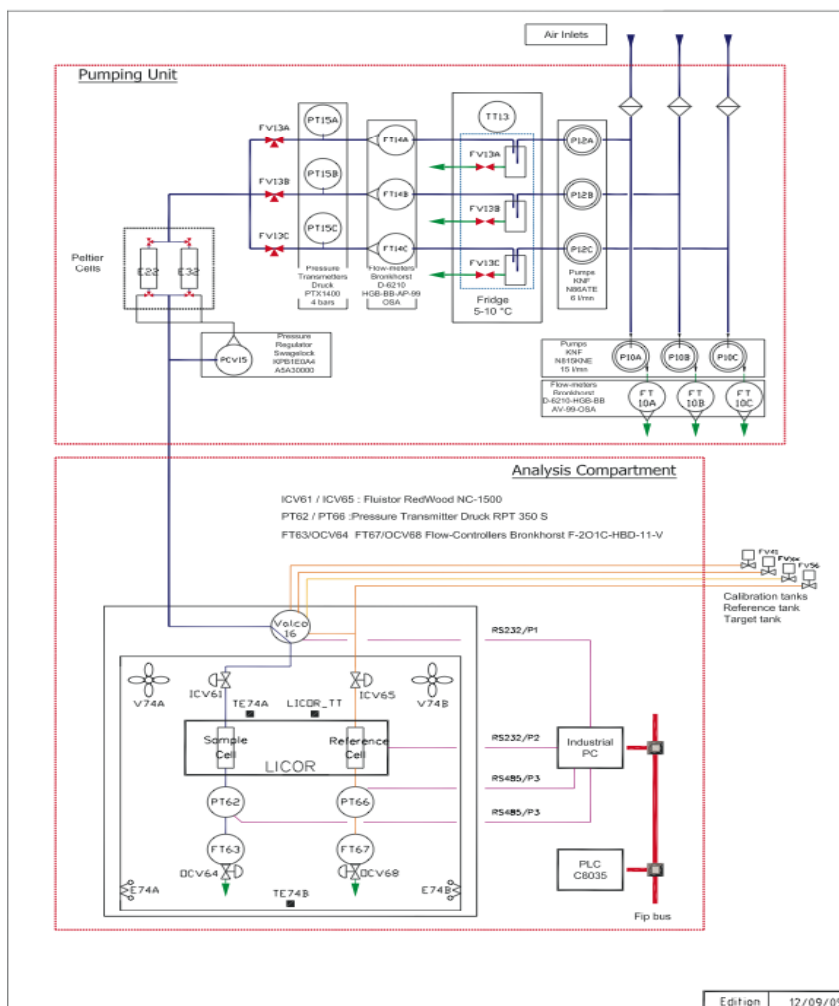 Air Inlets
Pumping Unit
PT15A
TT13
FV13A
FT14A
P12A
FV13A
FV13B
PT15B
FT14B
P12B
FV13B
FV13C
PT15C
FT14C
P12C
FV13C
Peltier
Cells
E22
E32
Pressure
Transmetters
Druck
PTX1400
4 bars
Flow-meters
Bronkhorst
D-6210
HGB-BB-AP-99
OSA
Fridge
5-10 °C
Pumps
KNF
N86ATE
6 l/mn
Pressure
Regulator
Swagelock
KPB1E0A4
A5A30000
PCV15
Pumps
KNF
N815KNE
15 l/mn
P10A
P10B
P10C
Flow-meters
Bronkhorst
D-6210-HGB-BB
AV-99-OSA
FT
10A
FT
10B
FT
10C
Analysis Compartment
ICV61 / ICV65 : Fluistor RedWood NC-1500
PT62 / PT66 :Pressure Transmitter Druck RPT 350 S
FT63/OCV64 FT67/OCV68 Flow-Controllers Bronkhorst F-2O1C-HBD-11-V
FV41
FVxx
FV56
Calibration tanks
Reference tank
Target tank
Valco
16
RS232/P1
ICV61
ICV65
V74A
TE74A
LICOR_TT
V74B
Sample
Cell
Reference
Cell
LICOR
RS232/P2
Industrial
PC
RS485/P3
PT62
PT66
RS485/P3
FT63
FT67
OCV64
OCV68
PLC
C8035
E74A
TE74B
E74B
Fip bus
Edition